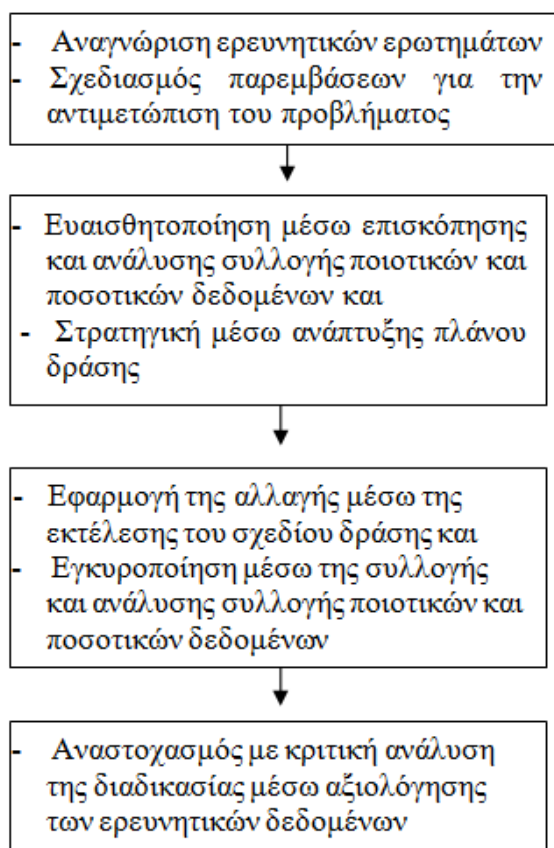 - Αναγνώριση ερευνητικών ερωτημάτων
- Σχεδιασμός παρεμβάσεων για την
αντιμετώπιση του προβλήματος
- Ευαισθητοποίηση μέσω επισκόπησης
και ανάλυσης συλλογής ποιοτικών και
ποσοτικών δεδομένων και
- Στρατηγική μέσω ανάπτυξης πλάνου
δράσης
- Εφαρμογή της αλλαγής μέσω της
εκτέλεσης του σχεδίου δράσης και
- Εγκυροποίηση μέσω της συλλογής
και ανάλυσης συλλογής ποιοτικών και
ποσοτικών δεδομένων
- Αναστοχασμός με κριτική ανάλυση
της διαδικασίας μέσω αξιολόγησης
των ερευνητικών δεδομένων